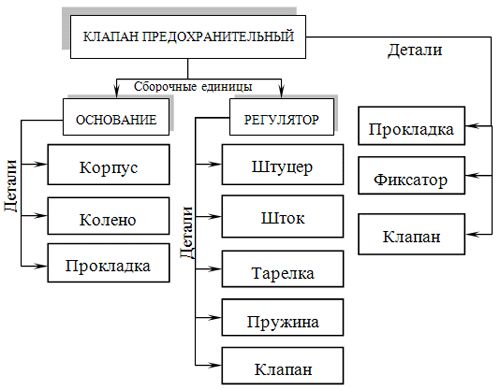 КЛАПАН ПРЕДОХРАНИТЕЛЬНЫЙ
Детали
Сборочные единицы
ОСНОВАНИЕ
РЕГУЛЯТОР
Детали
Корпус
Колено
Прокладка
Детали
Штуцер
Шток
Тарелка
Пружина
Клапан
Прокладка
Фиксатор
Клапан